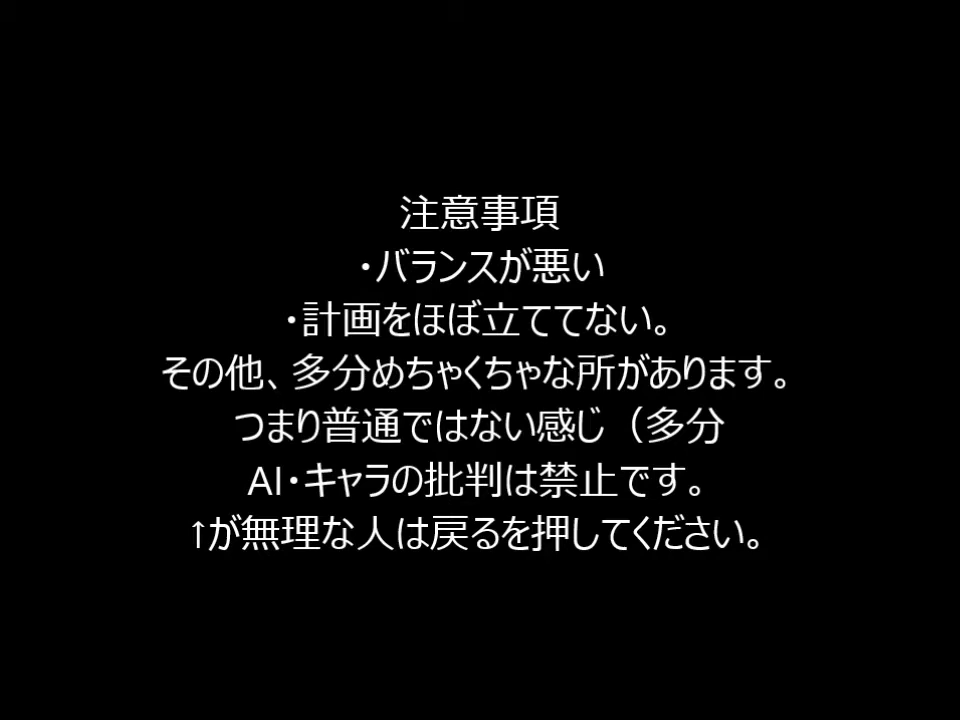 注意事項
・バランスが悪い
・計画をほぼ立ててない。
その他、多分めちゃくちゃな所があります。
つまり普通ではない感じ（多分
AI・キャラの批判は禁止です。
↑が無理な人は戻るを押してください。